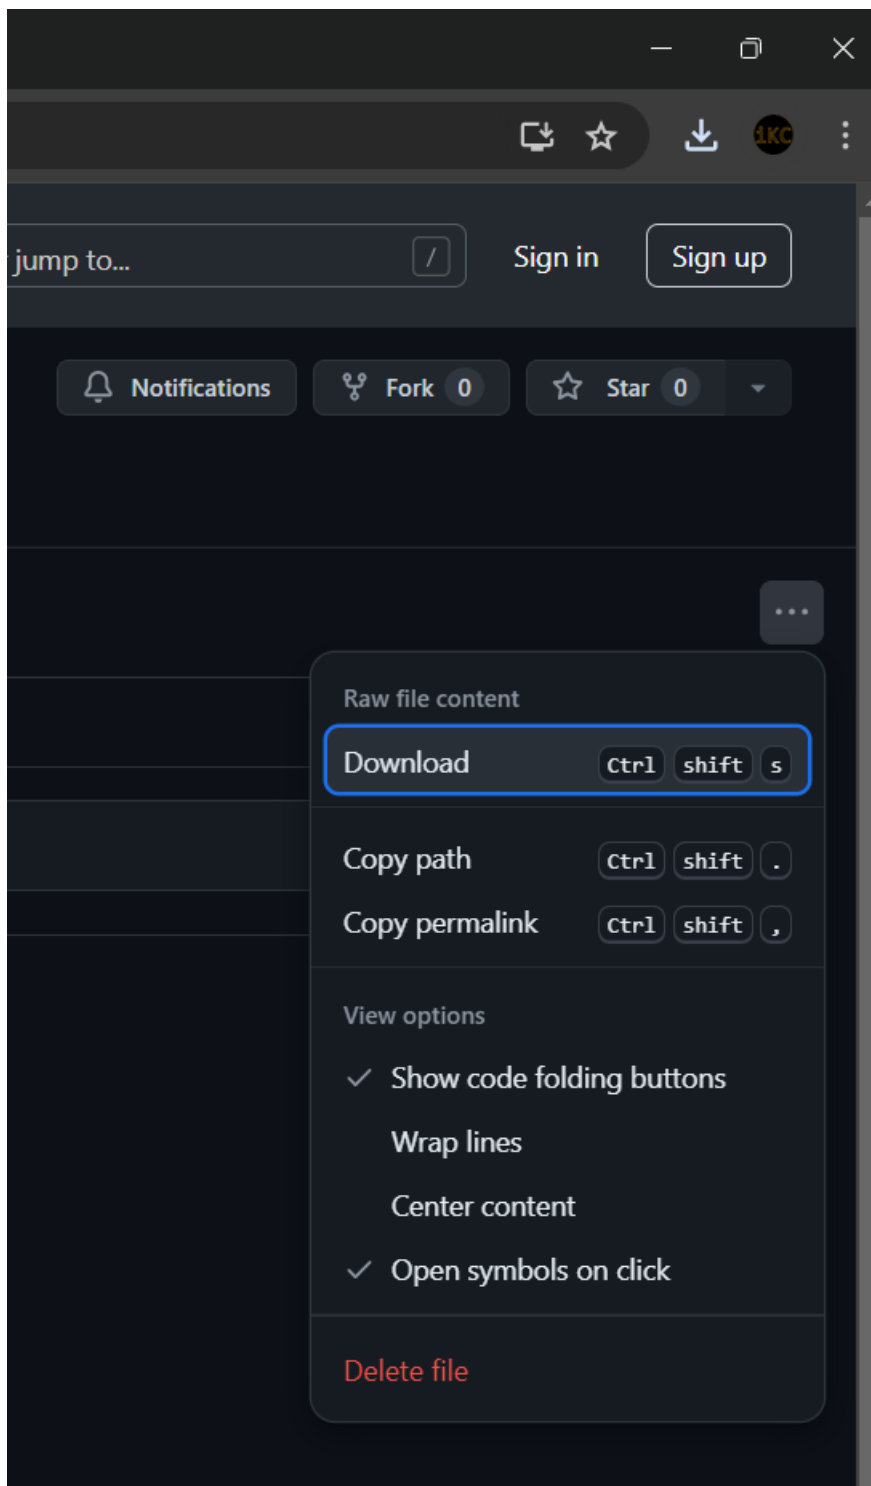 iKC
jump to... /
Sign in
Sign up
Notifications
Fork 0
Star 0
Raw file content
Download Ctrl shift s
Copy path Ctrl shift .
Copy permalink Ctrl shift ,
View options
Show code folding buttons
Wrap lines
Center content
Open symbols on click
Delete file